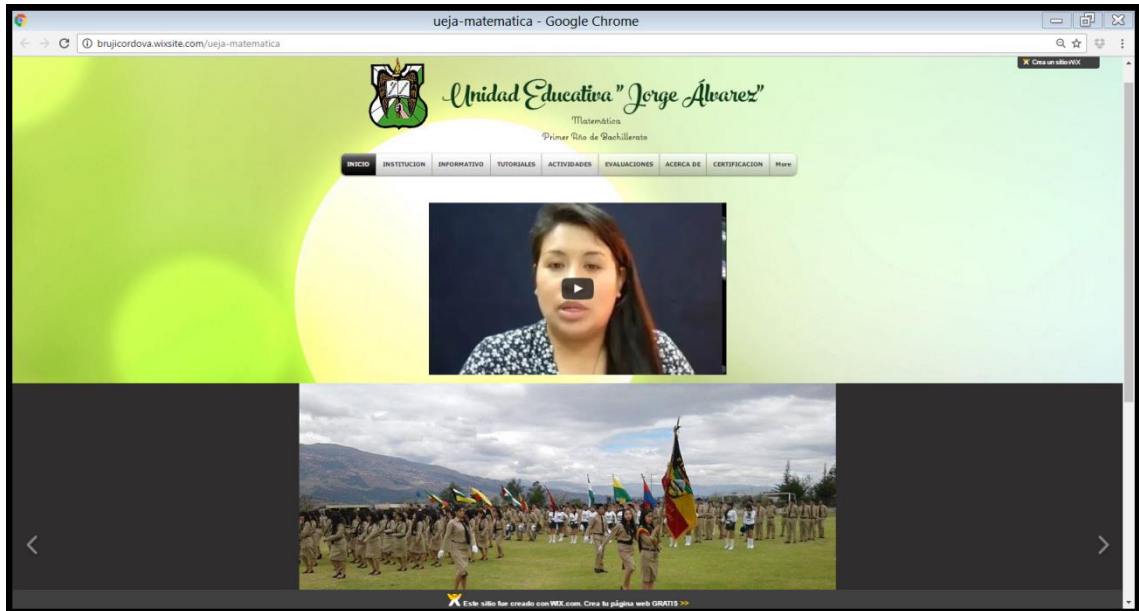 ueja-matematica - Google Chrome
brujicordova.wixsite.com/ueja-matematica
Crea un sitio WiX
Unidad Educativa " Jorge Álvarez"
Matemática
Primer Año de Bachillerato
INICIO INSTITUCION INFORMATIVO TUTORIALES ACTIVIDADES EVALUACIONES ACERCA DE CERTIFICACION More
Este sitio fue creado con WIX.com. Crea tu página web GRATIS >>